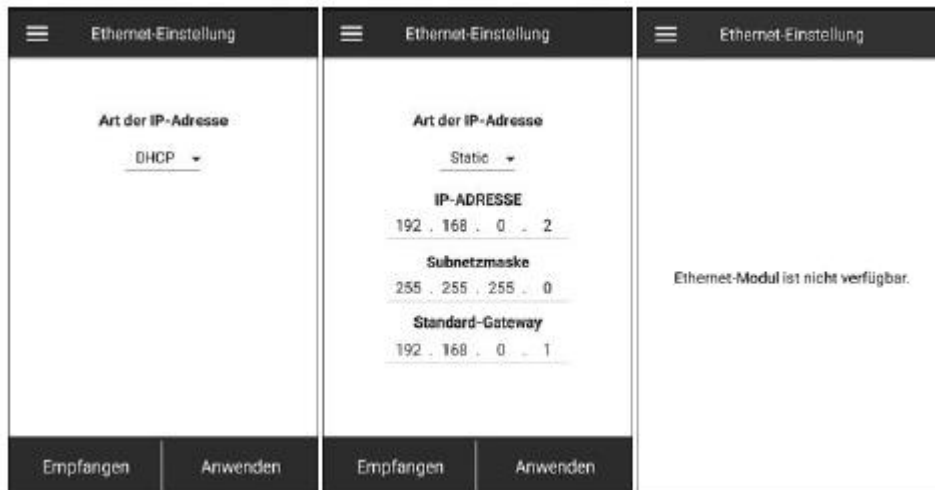 Ethernet-Einstellung
Art der IP-Adresse
DHCP
Empfangen Anwenden
Ethernet-Einstellung
Art der IP-Adresse
Static
IP-ADRESSE
192 . 168 . 0 . 2
Subnetzmaske
255 . 255 . 255 . 0
Standard-Gateway
192 . 168 . 0 . 1
Empfangen Anwenden
Ethernet-Einstellung
Ethernet-Modul ist nicht verfügbar.